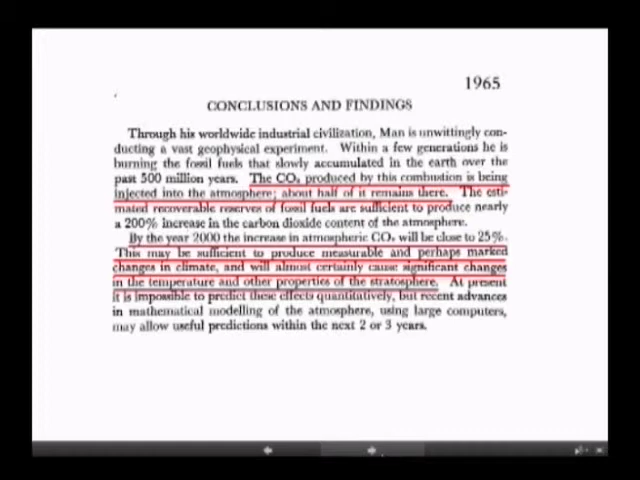 1965
CONCLUSIONS AND FINDINGS
Through his worldwide industrial civilization, Man is unwittingly con-
ducting a vast geophysical experiment. Within a few generations he is
burning the fossil fuels that slowly accumulated in the earth over the
past 500 million years. The CO₂ produced by this combustion is being
injected into the atmosphere; about half of it remains there. The esti-
mated recoverable reserves of fossil fuels are sufficient to produce nearly
a 200% increase in the carbon dioxide content of the atmosphere.
By the year 2000 the increase in atmospheric CO₂ will be close to 25%.
This may be sufficient to produce measurable and perhaps marked
changes in climate, and will almost certainly cause significant changes
in the temperature and other properties of the stratosphere. At present
it is impossible to predict these effects quantitatively, but recent advances
in mathematical modelling of the atmosphere, using large computers,
may allow useful predictions within the next 2 or 3 years.